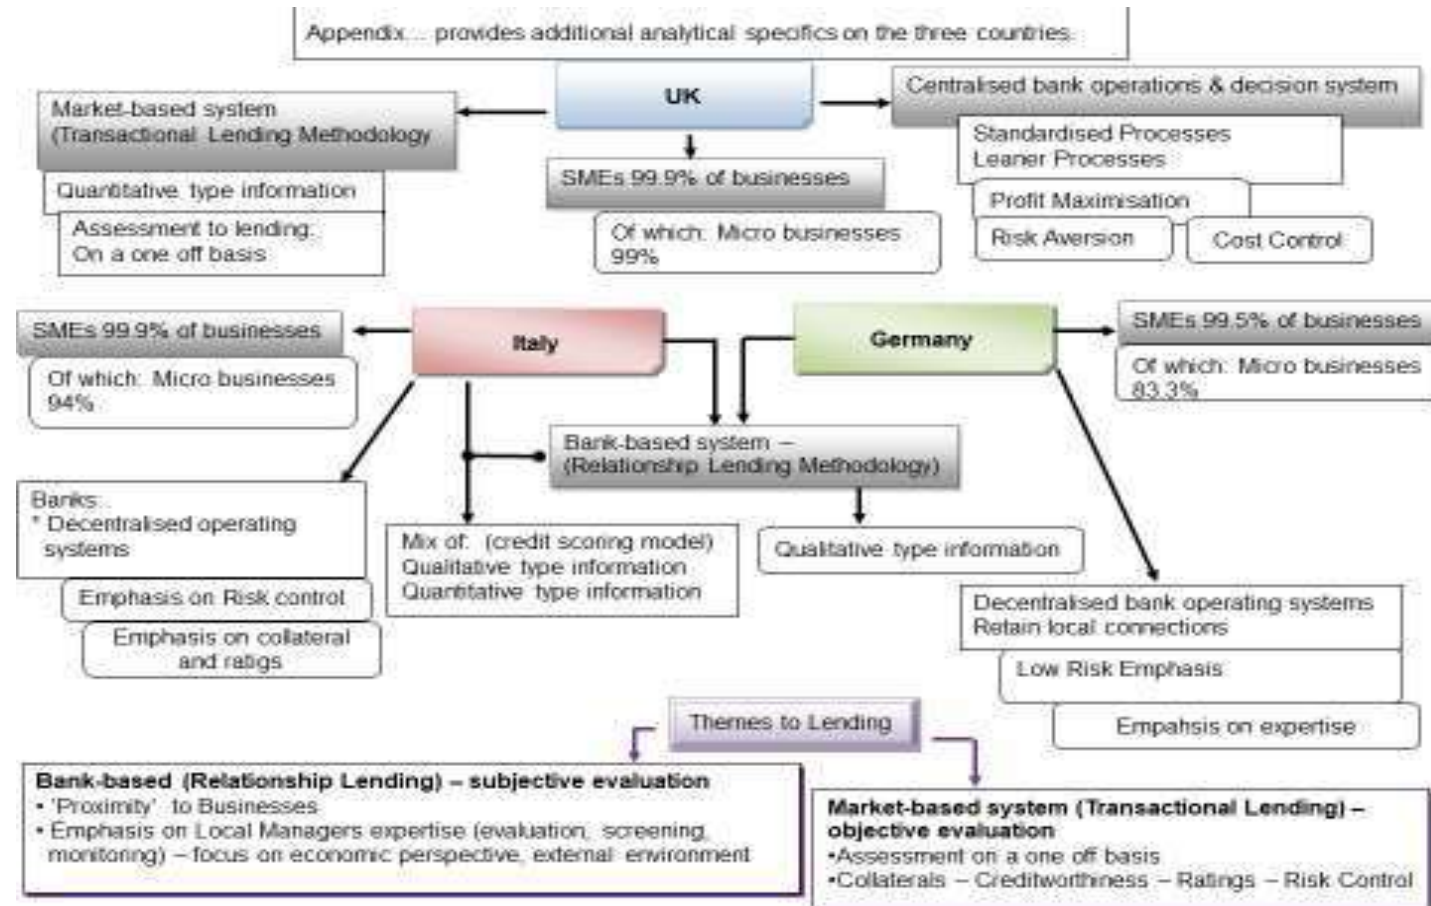 Appendix... provides additional analytical specifics on the three countries.
UK
Market-based system
(Transactional Lending Methodology
Quantitative type information
Assessment to lending:
On a one off basis
SMEs 99.9% of businesses
Of which: Micro businesses
99%
Centralised bank operations & decision system
Standardised Processes
Leaner Processes
Profit Maximisation
Risk Aversion
Cost Control
Italy
SMEs 99.9% of businesses
Of which: Micro businesses
94%
Germany
SMEs 99.5% of businesses
Of which: Micro businesses
83.3%
Bank-based system –
(Relationship Lending Methodology)
Banks:.
* Decentralised operating
systems
Emphasis on Risk control
Emphasis on collateral
and ratigs
Mix of: (credit scoring model)
Qualitative type information
Quantitative type information
Qualitative type information
Decentralised bank operating systems
Retain local connections
Low Risk Emphasis
Empahsis on expertise
Themes to Lending
Bank-based (Relationship Lending) – subjective evaluation
• 'Proximity' to Businesses
• Emphasis on Local Managers expertise (evaluation, screening,
monitoring) – focus on economic perspective, external environment
Market-based system (Transactional Lending) –
objective evaluation
•Assessment on a one off basis
•Collaterals – Creditworthiness – Ratings – Risk Control